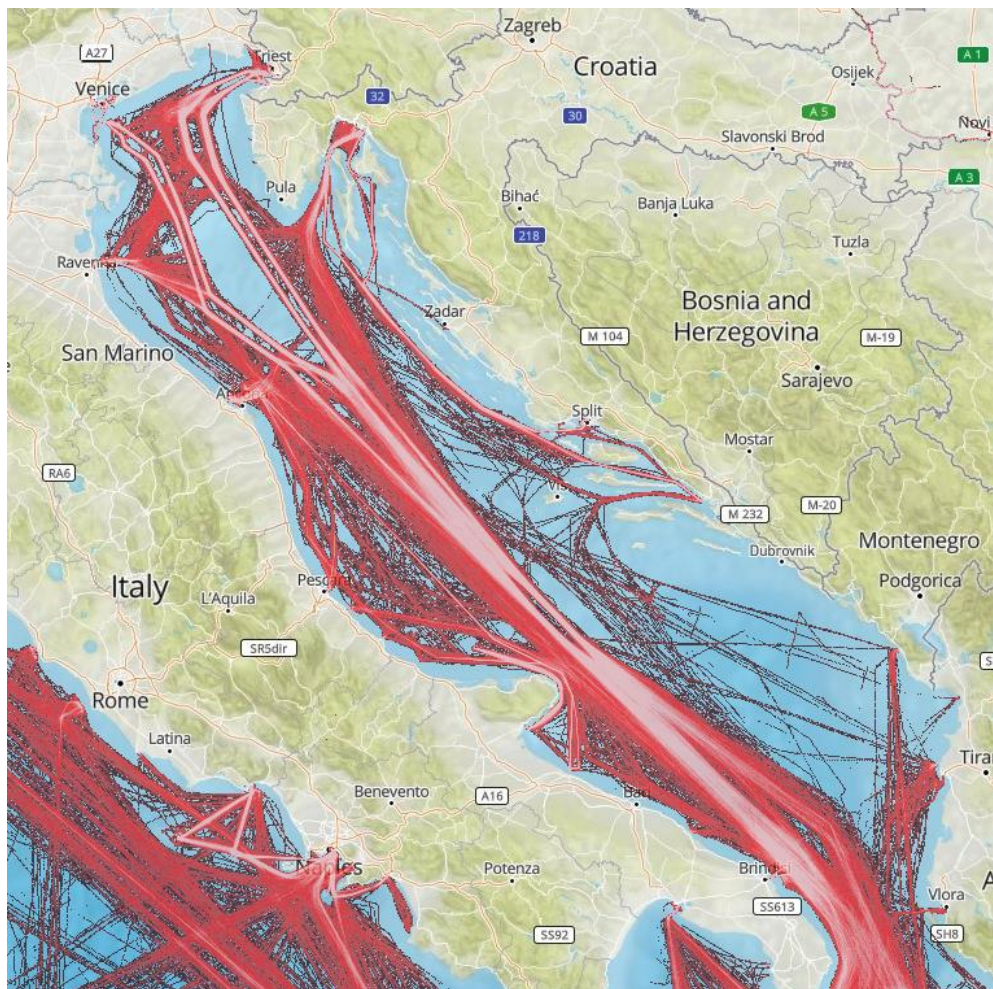 Zagreb
A27
Triest
Croatia
A 1
Osijek
Venice
32
A 5
30
Novi
Slavonski Brod
A 3
Pula
Bihać
Banja Luka
218
Tuzla
Bosnia and
Herzegovina
Zadar
M 104
M-19
San Marino
Sarajevo
Split
Mostar
RA6
M-20
M 232
Dubrovnik
Montenegro
Italy
Podgorica
L'Aquila
SR5dir
Rome
Latina
Benevento
A16
Bari
Naples
Potenza
Brindisi
Vlora
SS613
SS92
SH8